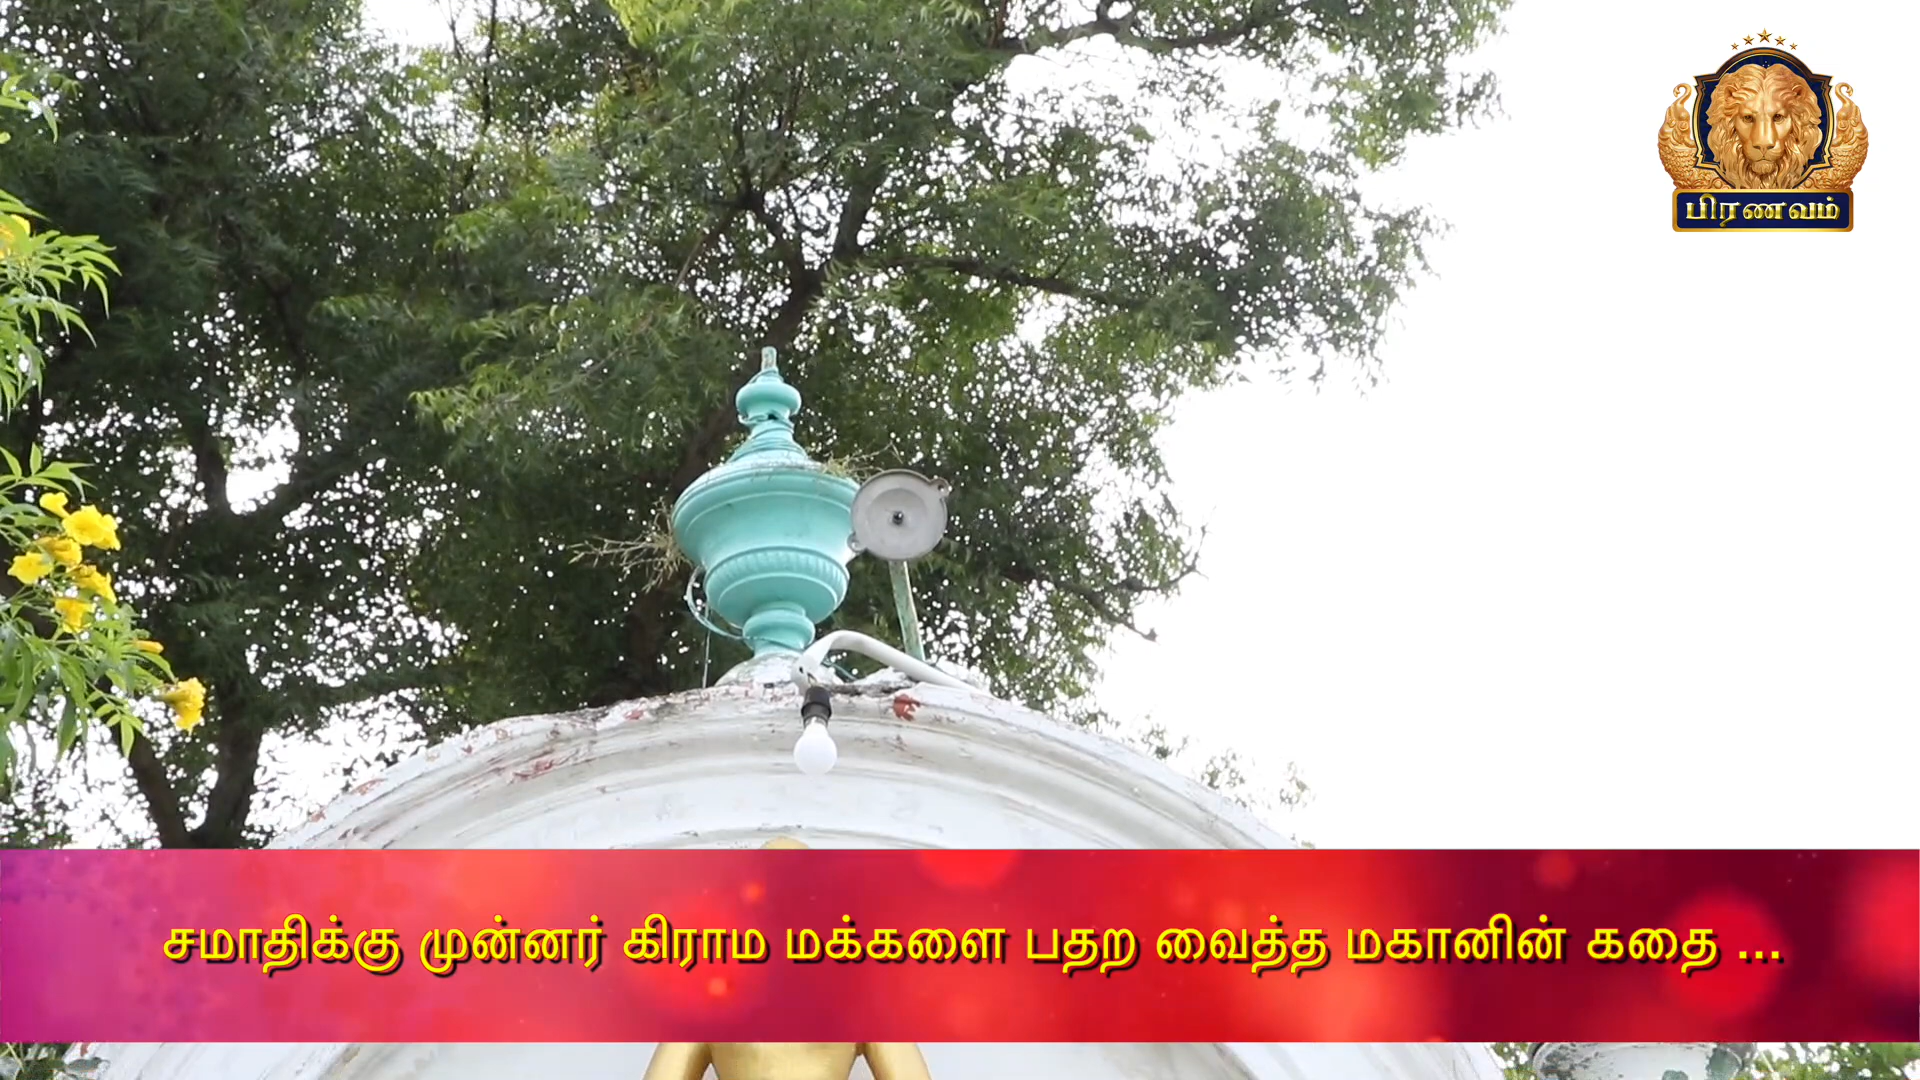 பிரணவம்
சமாதிக்கு முன்னர் கிராம மக்களை பதற வைத்த மகானின் கதை ...